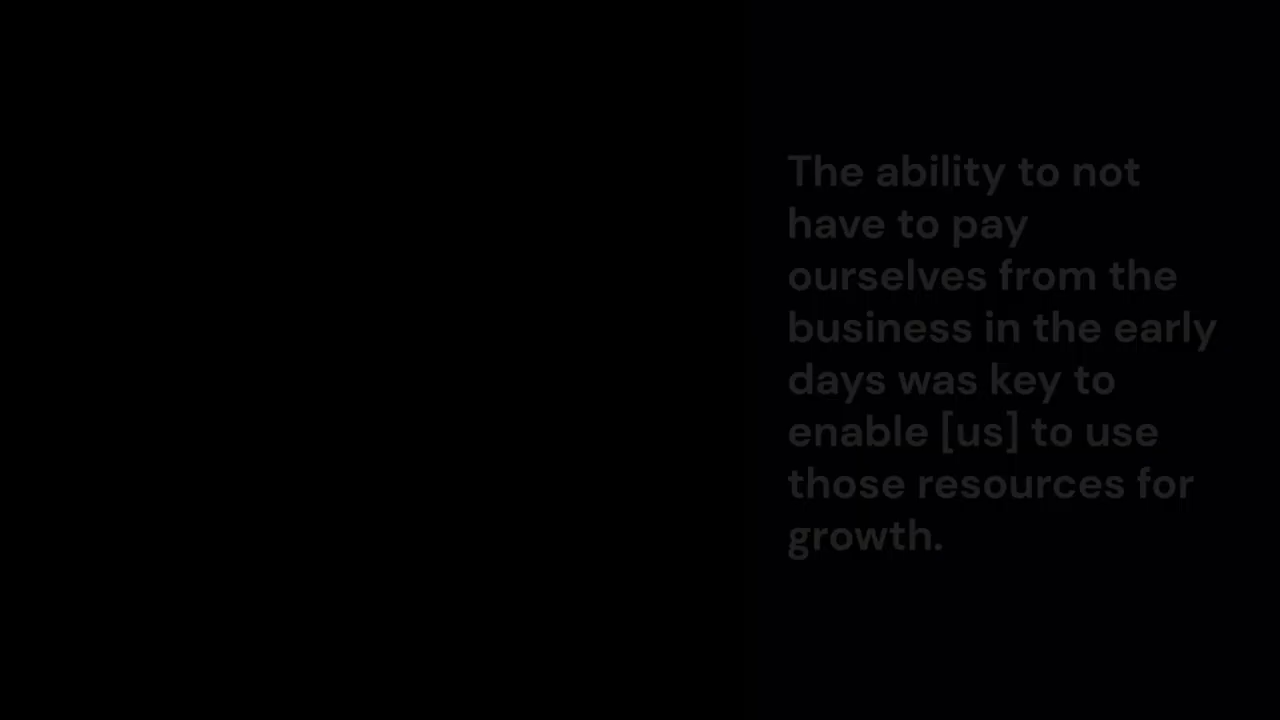 The ability to not
have to pay
ourselves from the
business in the early
days was key to
enable [us] to use
those resources for
growth.